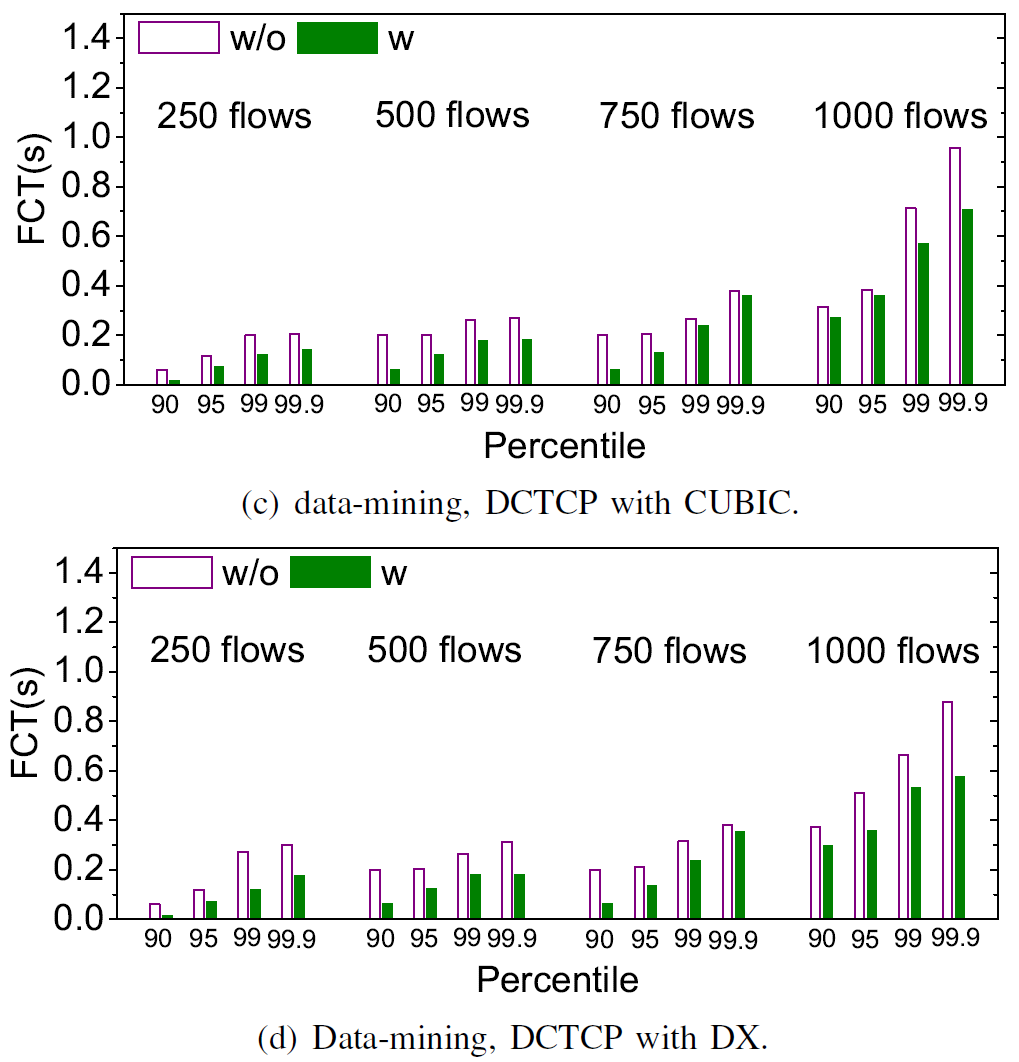 w/o w
250 flows 500 flows 750 flows 1000 flows
1.4
1.2
1.0
0.8
0.6
0.4
0.2
0.0
FCT(s)
90 95 99 99.9 90 95 99 99.9 90 95 99 99.9 90 95 99 99.9
Percentile
(c) data-mining, DCTCP with CUBIC.
w/o w
250 flows 500 flows 750 flows 1000 flows
1.4
1.2
1.0
0.8
0.6
0.4
0.2
0.0
FCT(s)
90 95 99 99.9 90 95 99 99.9 90 95 99 99.9 90 95 99 99.9
Percentile
(d) Data-mining, DCTCP with DX.